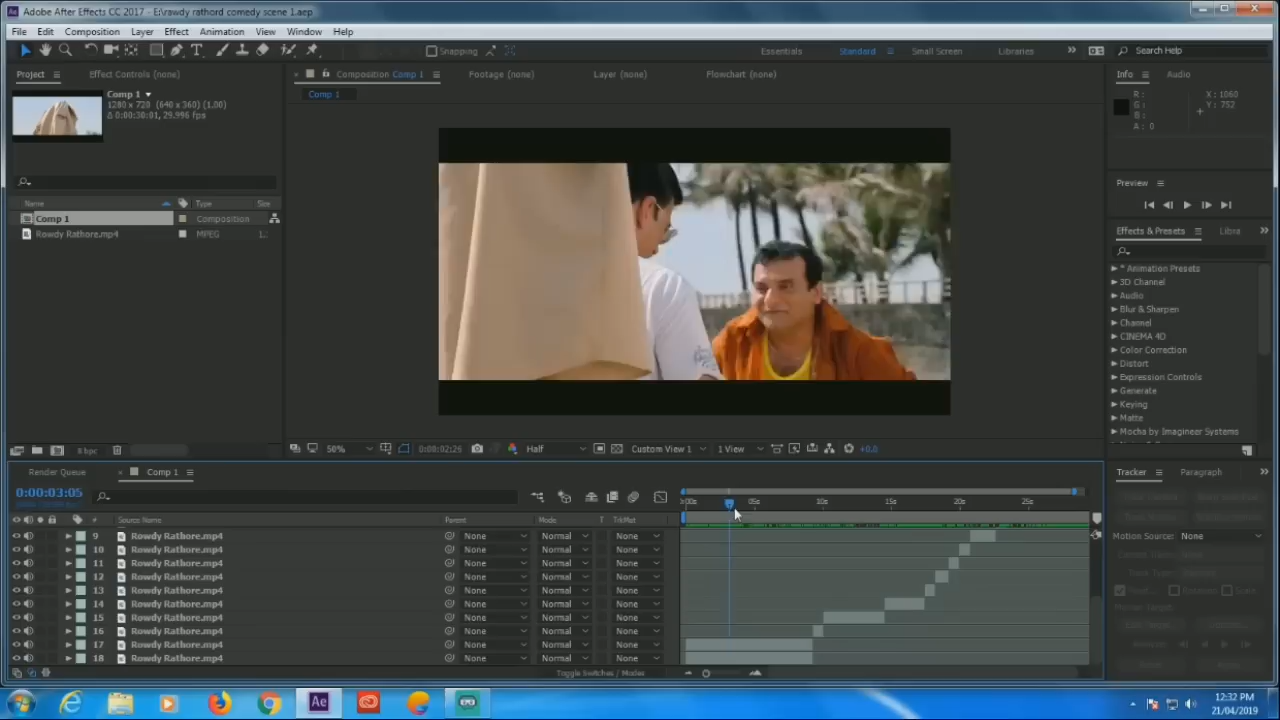 Adobe After Effects CC 2017 - E:\rawdy rathord comedy scene 1.aep
File Edit Composition Layer Effect Animation View Window Help
Snapping Essentials Standard Small Screen Libraries Search Help
Project Effect Controls (none) Composition Comp 1 Footage (none) Layer (none) Flowchart (none) Info Audio
Comp 1
1280 x 720 (640 x 360) (1.00)
Δ 0:00:30:01, 29.996 fps
Comp 1
R : X : 1060
G : Y : 752
B :
A : 0
Preview
Name Type Size
Comp 1 Composition
Rowdy Rathore.mp4 MPEG
Effects & Presets Libra
* Animation Presets
3D Channel
Audio
Blur & Sharpen
Channel
CINEMA 4D
Color Correction
Distort
Expression Controls
Generate
Keying
Matte
Mocha by Imagineer Systems
8 bpc 50% 0:00:02:26 Half Custom View 1 1 View +0.0
Render Queue Comp 1 Tracker Paragraph
0:00:03:05
05s 10s 15s 20s 25s
# Source Name Parent Mode T TrkMat
9 Rowdy Rathore.mp4 None Normal None
10 Rowdy Rathore.mp4 None Normal None
11 Rowdy Rathore.mp4 None Normal None
12 Rowdy Rathore.mp4 None Normal None
13 Rowdy Rathore.mp4 None Normal None
14 Rowdy Rathore.mp4 None Normal None
15 Rowdy Rathore.mp4 None Normal None
16 Rowdy Rathore.mp4 None Normal None
17 Rowdy Rathore.mp4 None Normal None
18 Rowdy Rathore.mp4 None Normal None
Motion Source: None
Toggle Switches / Modes
12:32 PM
21/04/2019